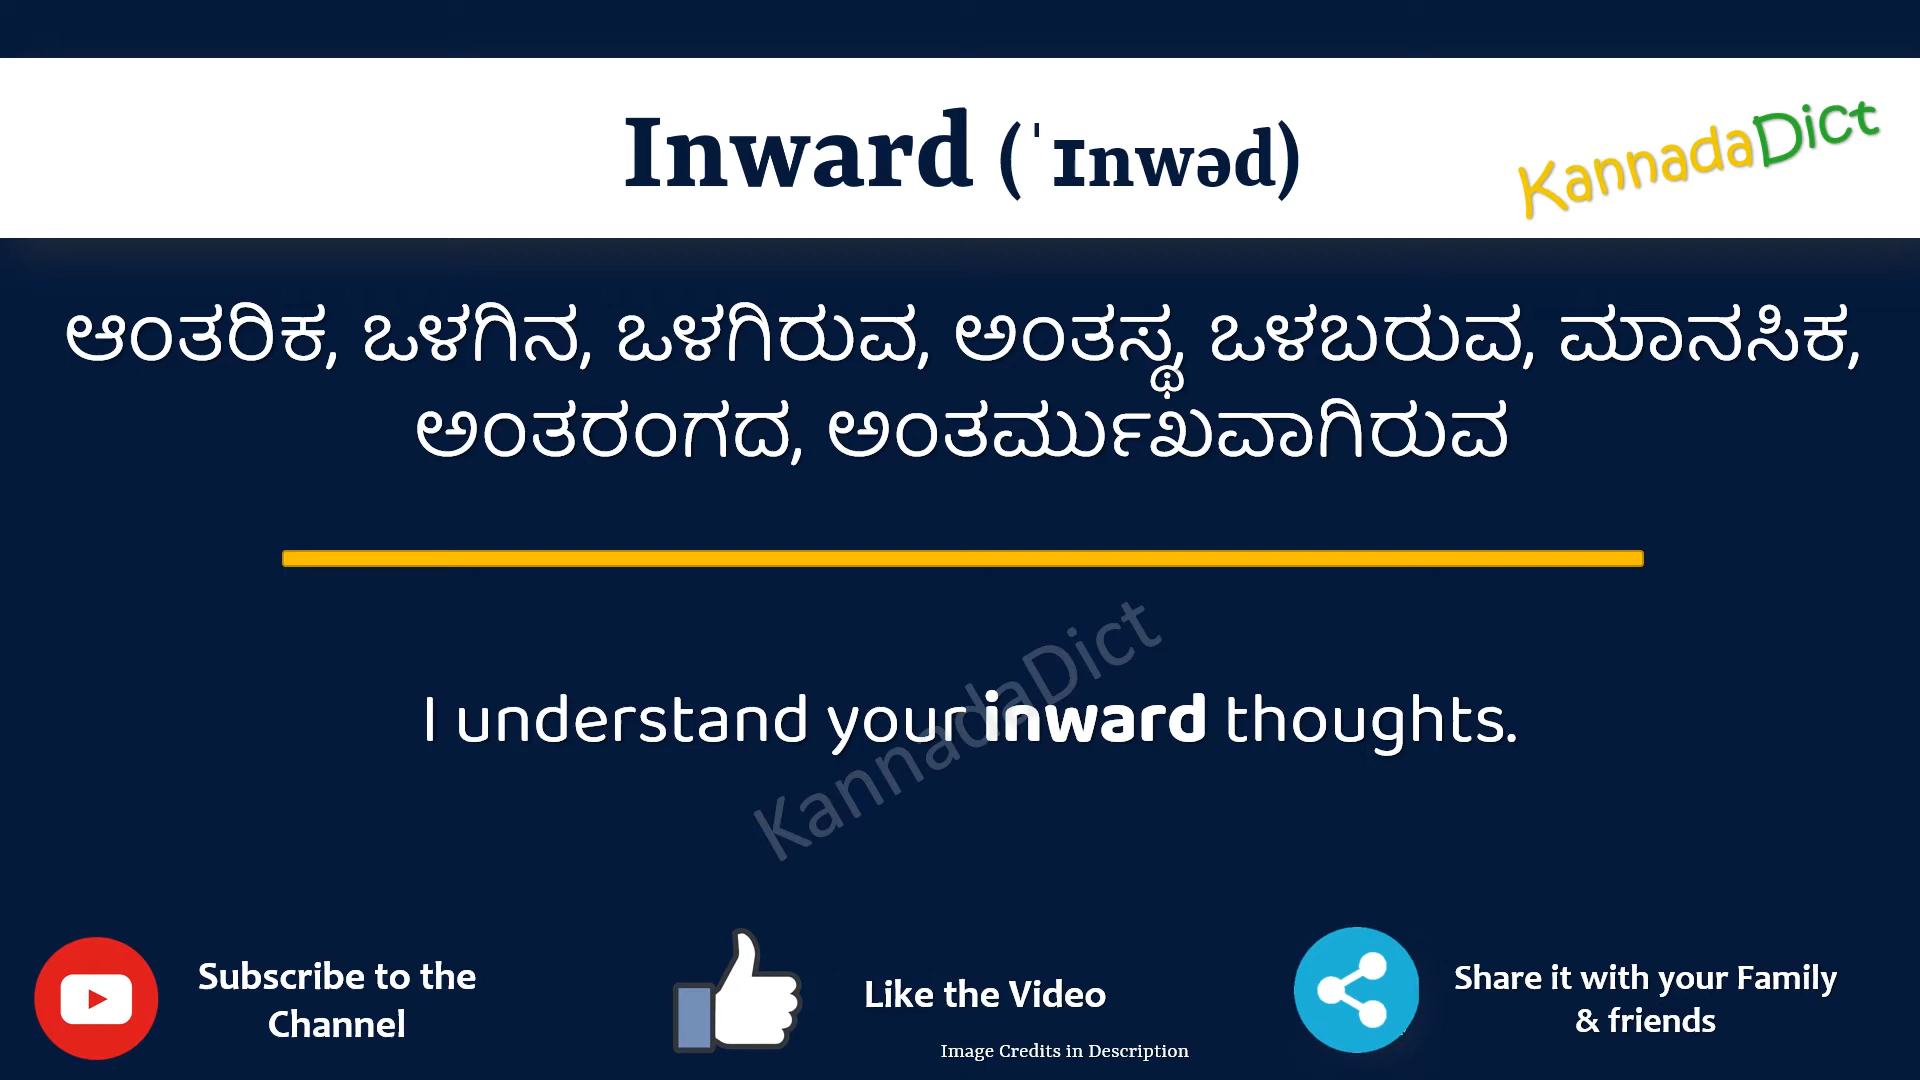 Inward (ˈɪnwəd)
KannadaDict
ಆಂತರಿಕ, ಒಳಗಿನ, ಒಳಗಿರುವ, ಅಂತಸ್ಥ, ಒಳಬರುವ, ಮಾನಸಿಕ,
ಅಂತರಂಗದ, ಅಂತರ್ಮುಖವಾಗಿರುವ
I understand your inward thoughts.
KannadaDict
Subscribe to the
Channel
Like the Video
Share it with your Family
& friends
Image Credits in Description